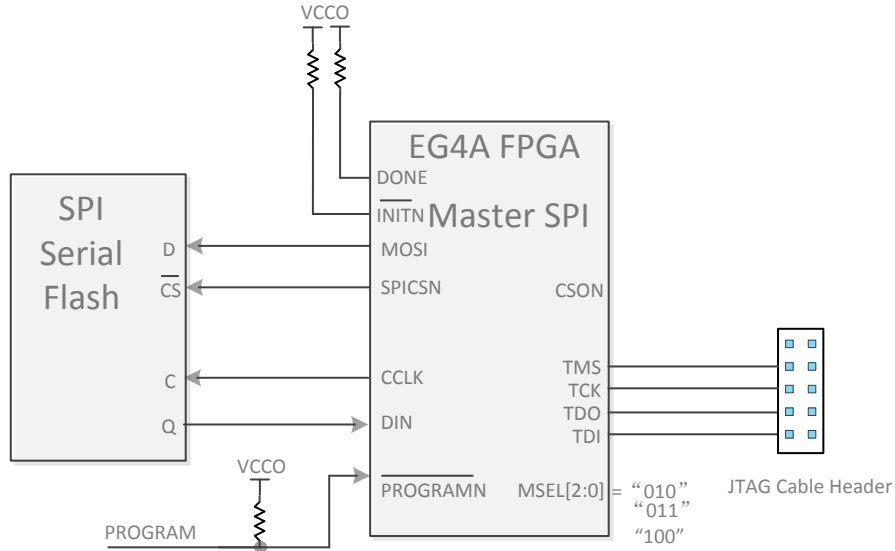 VCCO
EG4A FPGA
DONE
INITN
Master SPI
SPI
Serial
Flash
D
MOSI
CS
SPICSN
CSON
C
CCLK
TMS
TCK
Q
DIN
TDO
TDI
VCCO
PROGRAMN
MSEL[2:0] = “010”
“011”
“100”
JTAG Cable Header
PROGRAM